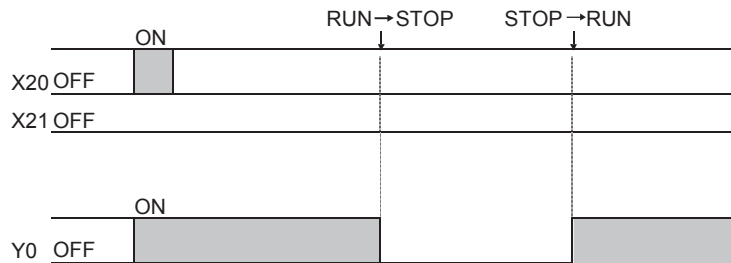 RUN→STOP STOP→RUN
ON
X20 OFF
X21 OFF
ON
Y0 OFF